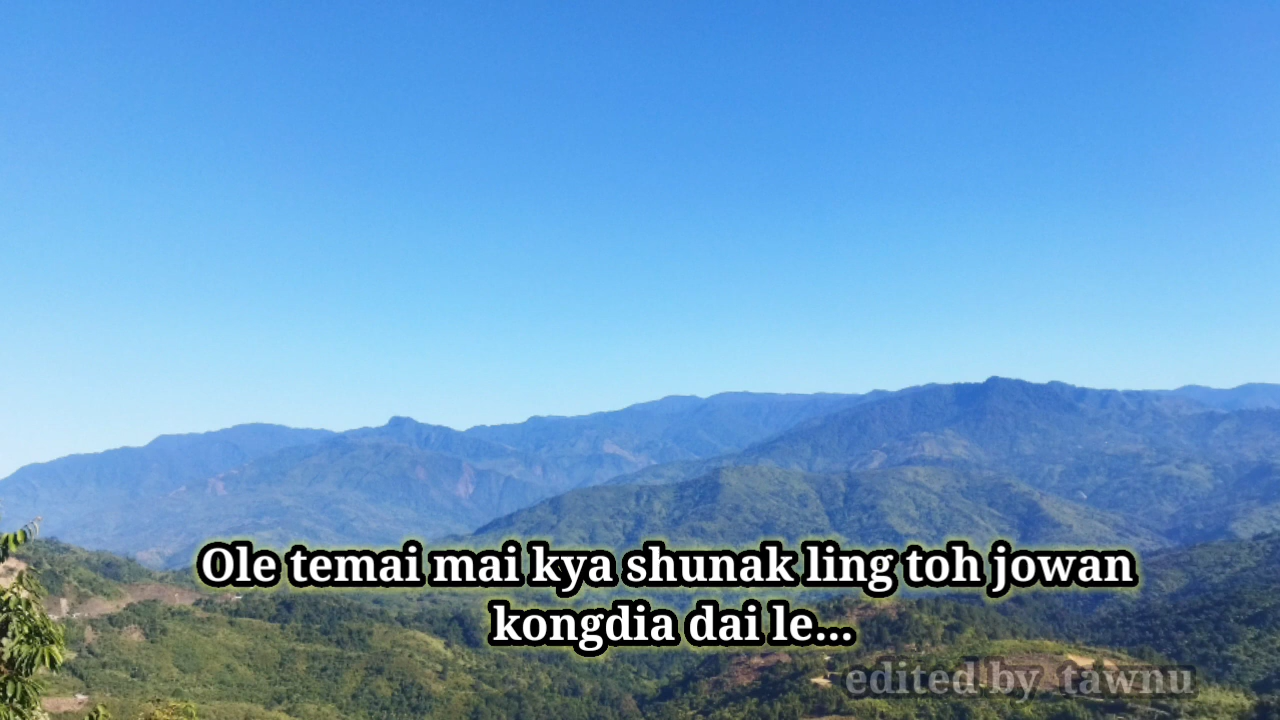 Ole temai mai kya shunak ling toh jowan
kongdia dai le...
edited by tawnu